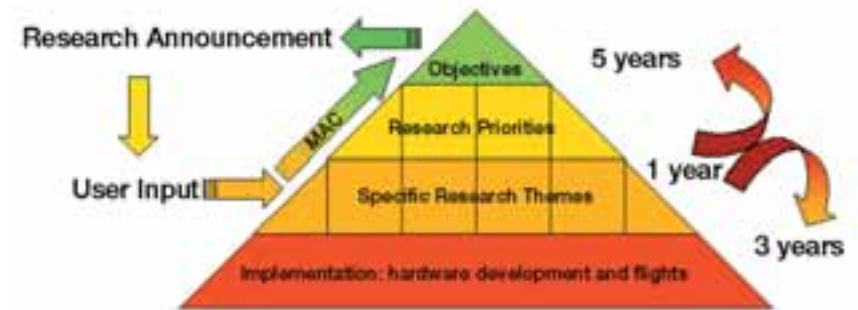 Research Announcement
Objectives
5 years
MAC
Research Priorities
1 year
User Input
Specific Research Themes
3 years
Implementation: hardware development and flights